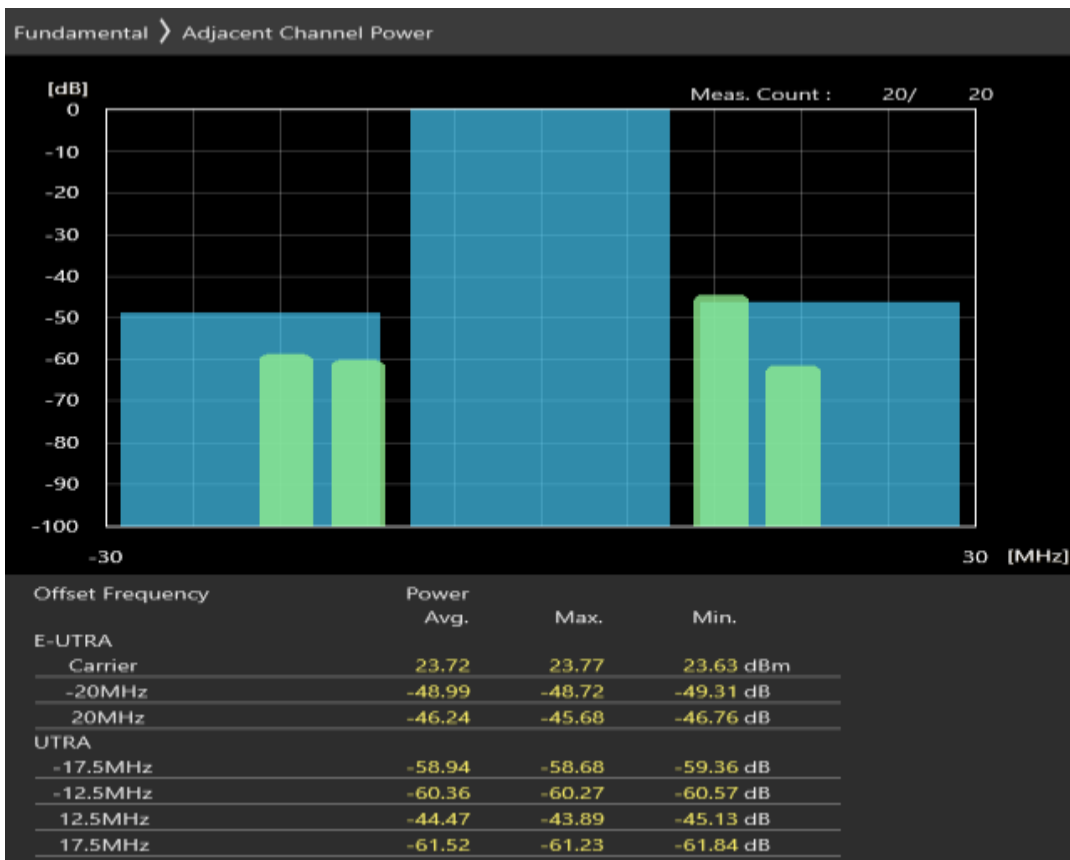 Fundamental 》 Adjacent Channel Power
[dB]
Meas. Count : 20/ 20
0
-10
-20
-30
-40
-50
-60
-70
-80
-90
-100
-30 30 [MHz]
Offset Frequency Power
Avg. Max. Min.
E-UTRA
Carrier 23.72 23.77 23.63 dBm
-20MHz -48.99 -48.72 -49.31 dB
20MHz -46.24 -45.68 -46.76 dB
UTRA
-17.5MHz -58.94 -58.68 -59.36 dB
-12.5MHz -60.36 -60.27 -60.57 dB
12.5MHz -44.47 -43.89 -45.13 dB
17.5MHz -61.52 -61.23 -61.84 dB